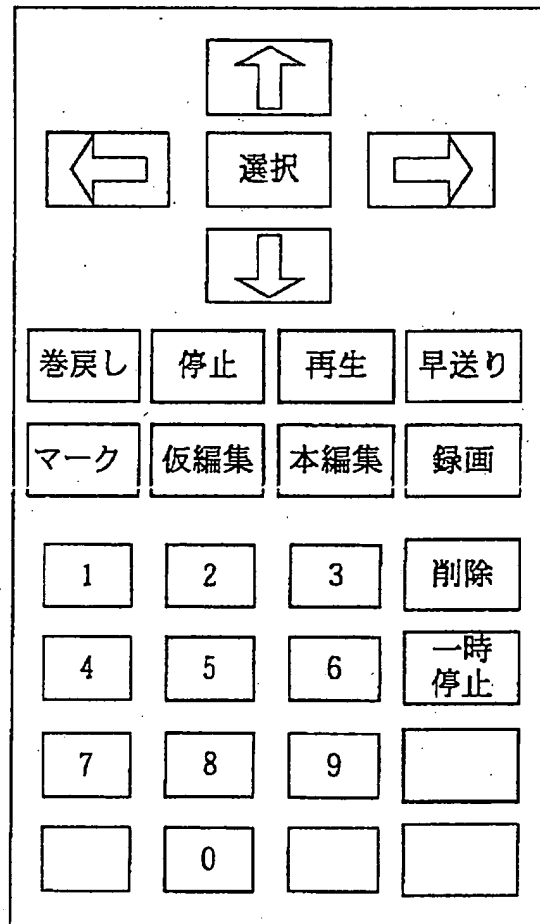 選択
巻戻し 停止 再生 早送り
マーク 仮編集 本編集 録画
1 2 3 削除
4 5 6 一時
停止
7 8 9
0